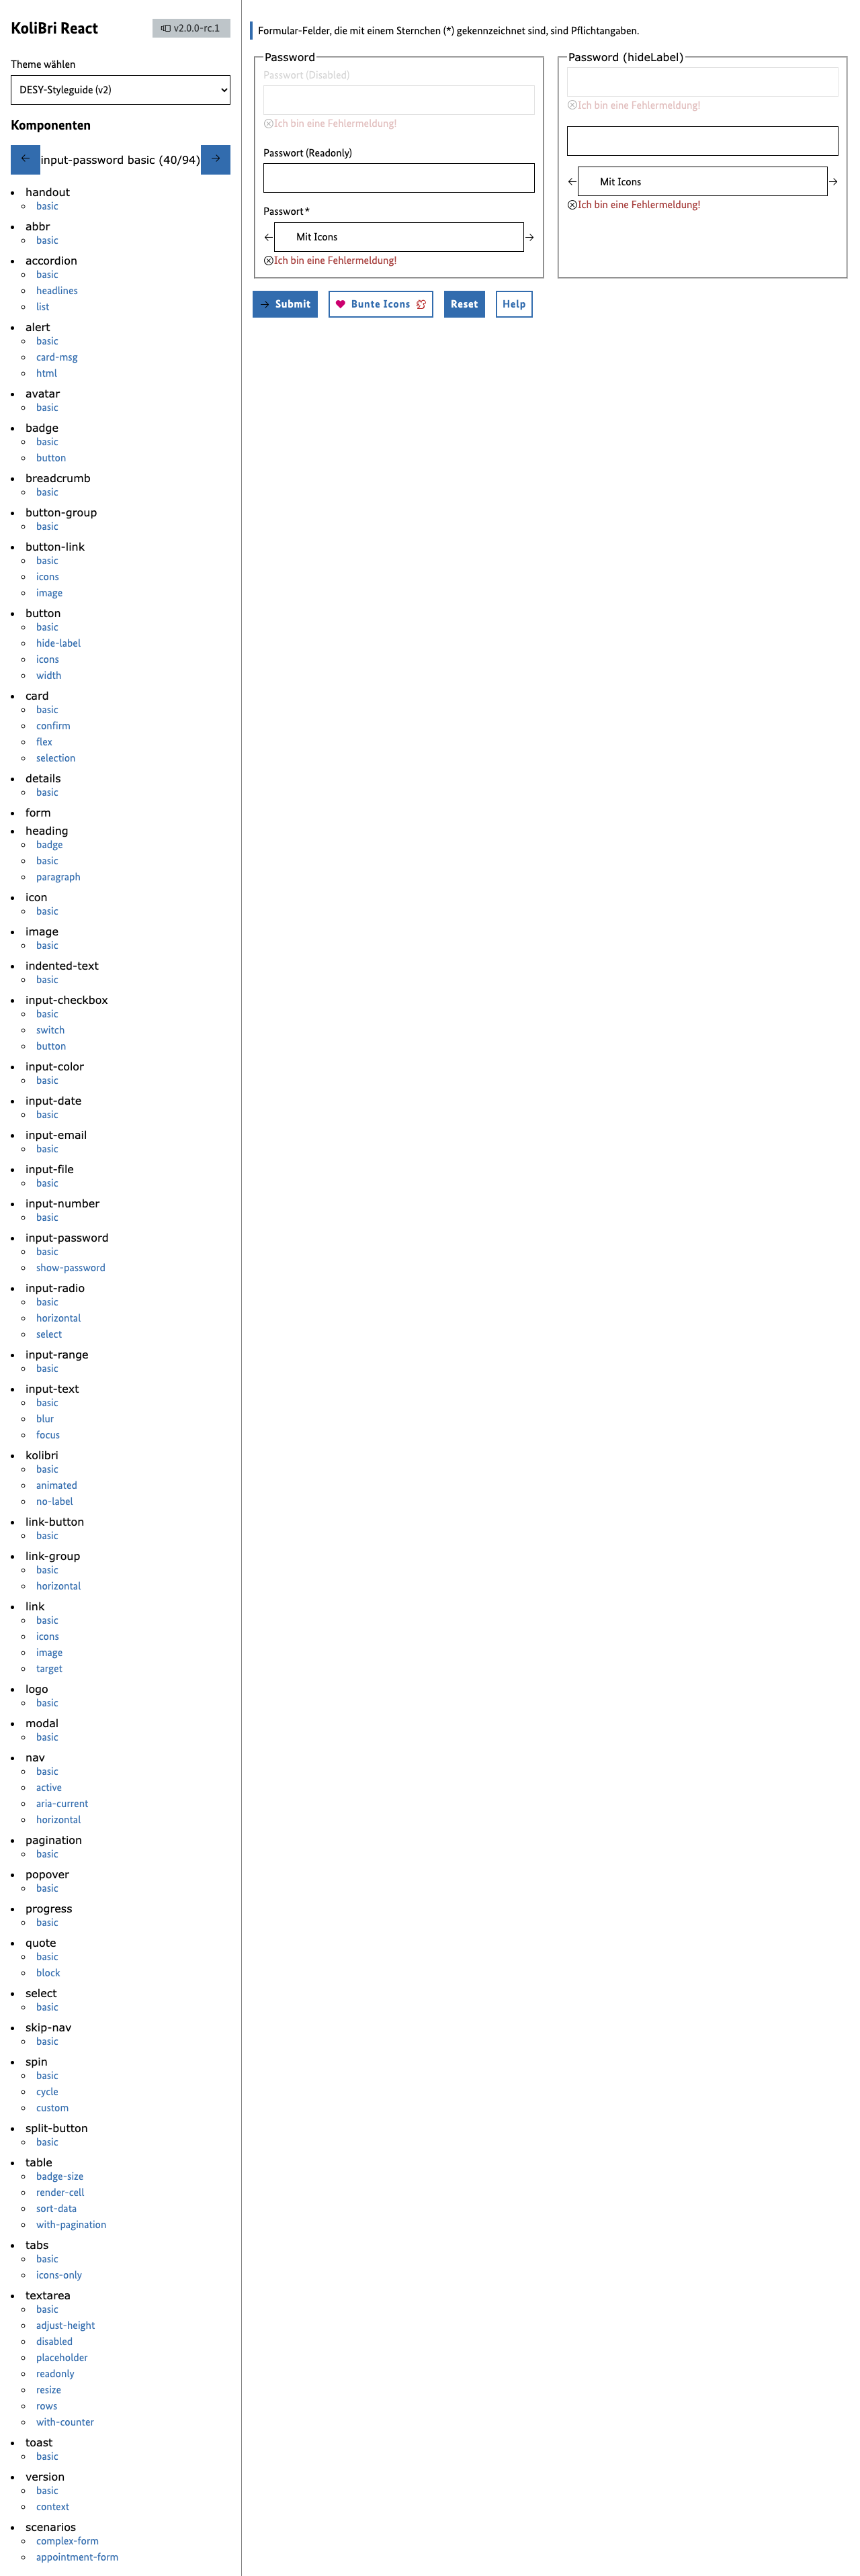 KoliBri React
v2.0.0-rc.1
Theme wählen
DESY-Styleguide (v2)
Komponenten
input-password basic (40/94)
handout
basic
abbr
basic
accordion
basic
headlines
list
alert
basic
card-msg
html
avatar
basic
badge
basic
button
breadcrumb
basic
button-group
basic
button-link
basic
icons
image
button
basic
hide-label
icons
width
card
basic
confirm
flex
selection
details
basic
form
heading
badge
basic
paragraph
icon
basic
image
basic
indented-text
basic
input-checkbox
basic
switch
button
input-color
basic
input-date
basic
input-email
basic
input-file
basic
input-number
basic
input-password
basic
show-password
input-radio
basic
horizontal
select
input-range
basic
input-text
basic
blur
focus
kolibri
basic
animated
no-label
link-button
basic
link-group
basic
horizontal
link
basic
icons
image
target
logo
basic
modal
basic
nav
basic
active
aria-current
horizontal
pagination
basic
popover
basic
progress
basic
quote
basic
block
select
basic
skip-nav
basic
spin
basic
cycle
custom
split-button
basic
table
badge-size
render-cell
sort-data
with-pagination
tabs
basic
icons-only
textarea
basic
adjust-height
disabled
placeholder
readonly
resize
rows
with-counter
toast
basic
version
basic
context
scenarios
complex-form
appointment-form
Formular-Felder, die mit einem Sternchen (*) gekennzeichnet sind, sind Pflichtangaben.
Password
Passwort (Disabled)
Ich bin eine Fehlermeldung!
Passwort (Readonly)
Passwort*
Mit Icons
Ich bin eine Fehlermeldung!
Password (hideLabel)
Ich bin eine Fehlermeldung!
Mit Icons
Ich bin eine Fehlermeldung!
Submit
Bunte Icons
Reset
Help